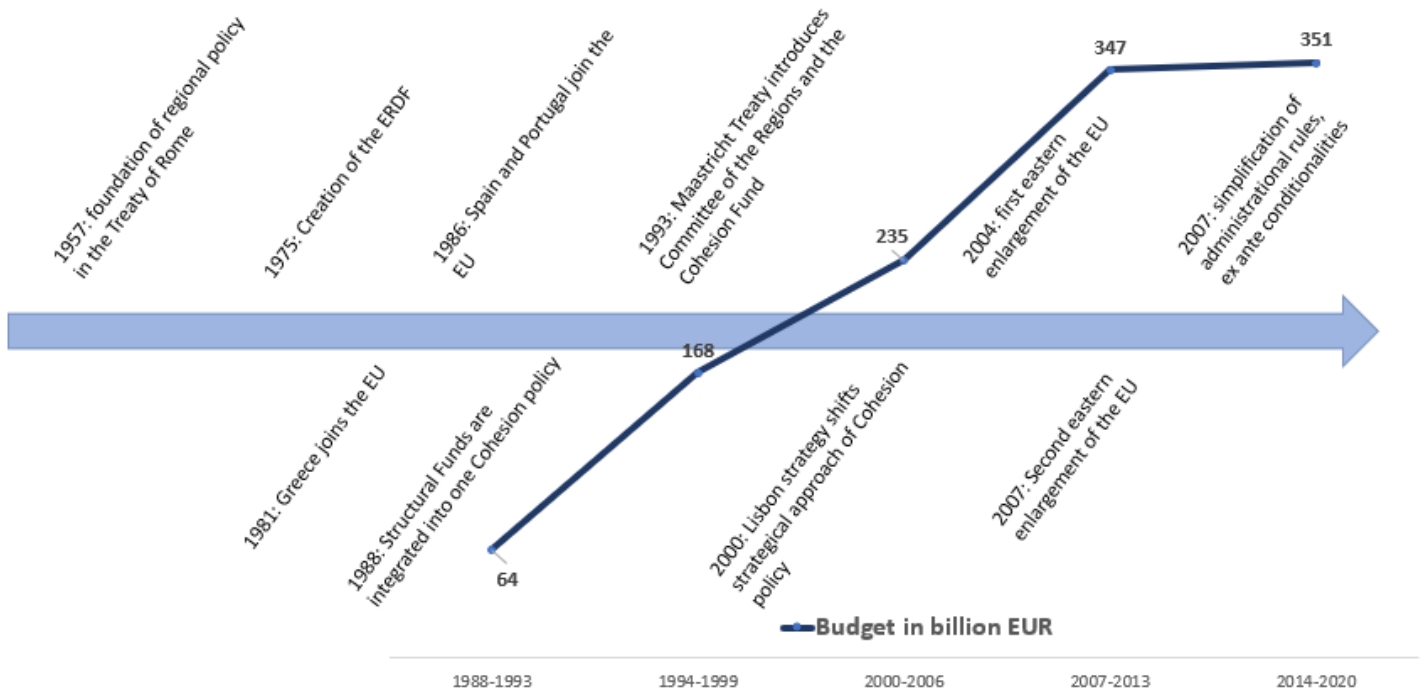 1957: foundation of regional policy
in the Treaty of Rome
1975: Creation of the ERDF
1986: Spain and Portugal join the
EU
1993: Maastricht Treaty introduces
Committee of the Regions and the
Cohesion Fund
2004: first eastern
enlargement of the EU
2007: simplification of
administrational rules,
ex ante conditionalities
347
351
235
168
64
1981: Greece joins the EU
1988: Structural Funds are
integrated into one Cohesion policy
2000: Lisbon strategy shifts
strategical approach of Cohesion
policy
2007: Second eastern
enlargement of the EU
Budget in billion EUR
1988-1993
1994-1999
2000-2006
2007-2013
2014-2020